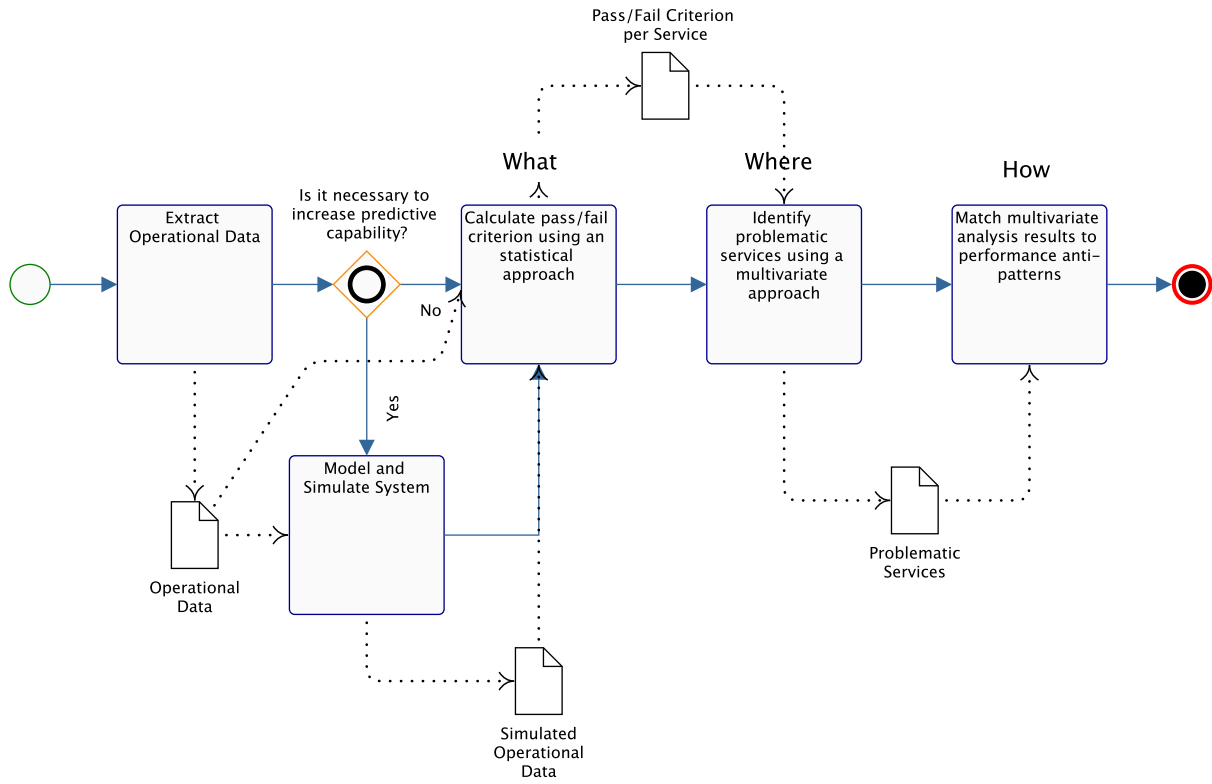 Pass/Fail Criterion
per Service
What
Where
How
Is it necessary to
increase predictive
capability?
Extract
Operational Data
Calculate pass/fail
criterion using an
statistical
approach
Identify
problematic
services using a
multivariate
approach
Match multivariate
analysis results to
performance anti-
patterns
No
Yes
Model and
Simulate System
Operational
Data
Problematic
Services
Simulated
Operational
Data